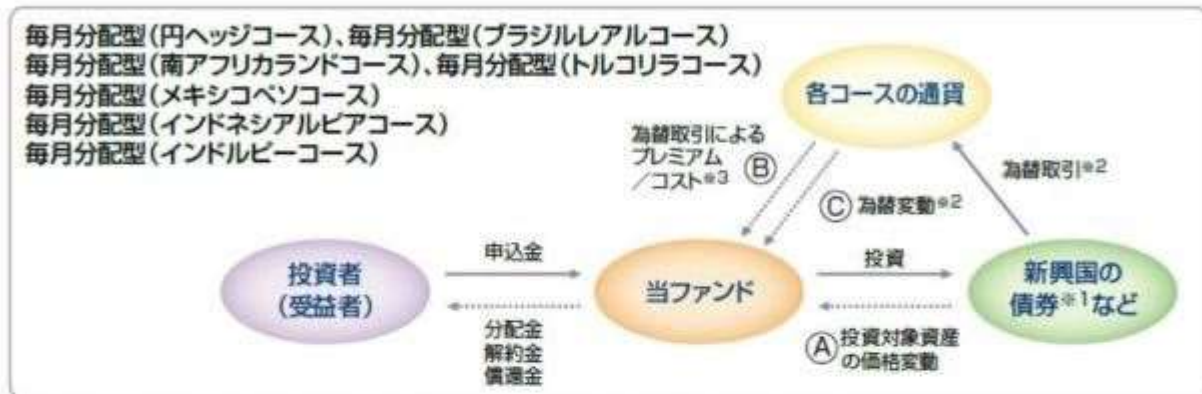 毎月分配型(円ヘッジコース)、毎月分配型(ブラジルレアルコース)
毎月分配型(南アフリカランドコース)、毎月分配型(トルコリラコース)
毎月分配型(メキシコペソコース)
毎月分配型(インドネシアルピアコース)
毎月分配型(インドルピーコース)
各コースの通貨
為替取引による
プレミアム
/コスト※3
Ⓑ
Ⓒ 為替変動※2
為替取引※2
投資者
(受益者)
申込金
分配金
解約金
償還金
当ファンド
投資
Ⓐ 投資対象資産
の価格変動
新興国の
債券※1など